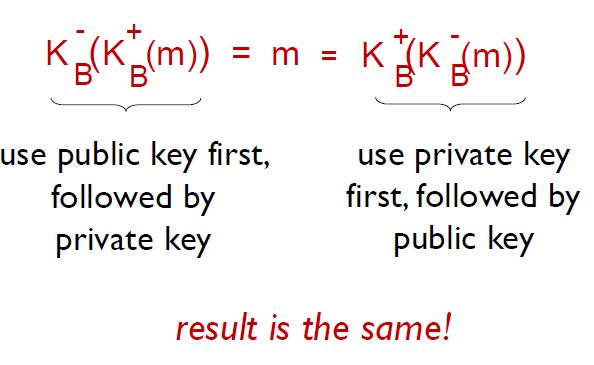 K_B^-(K_B^+(m)) = m = K_B^+(K_B^-(m))
use public key first, followed by private key
use private key first, followed by public key
result is the same!